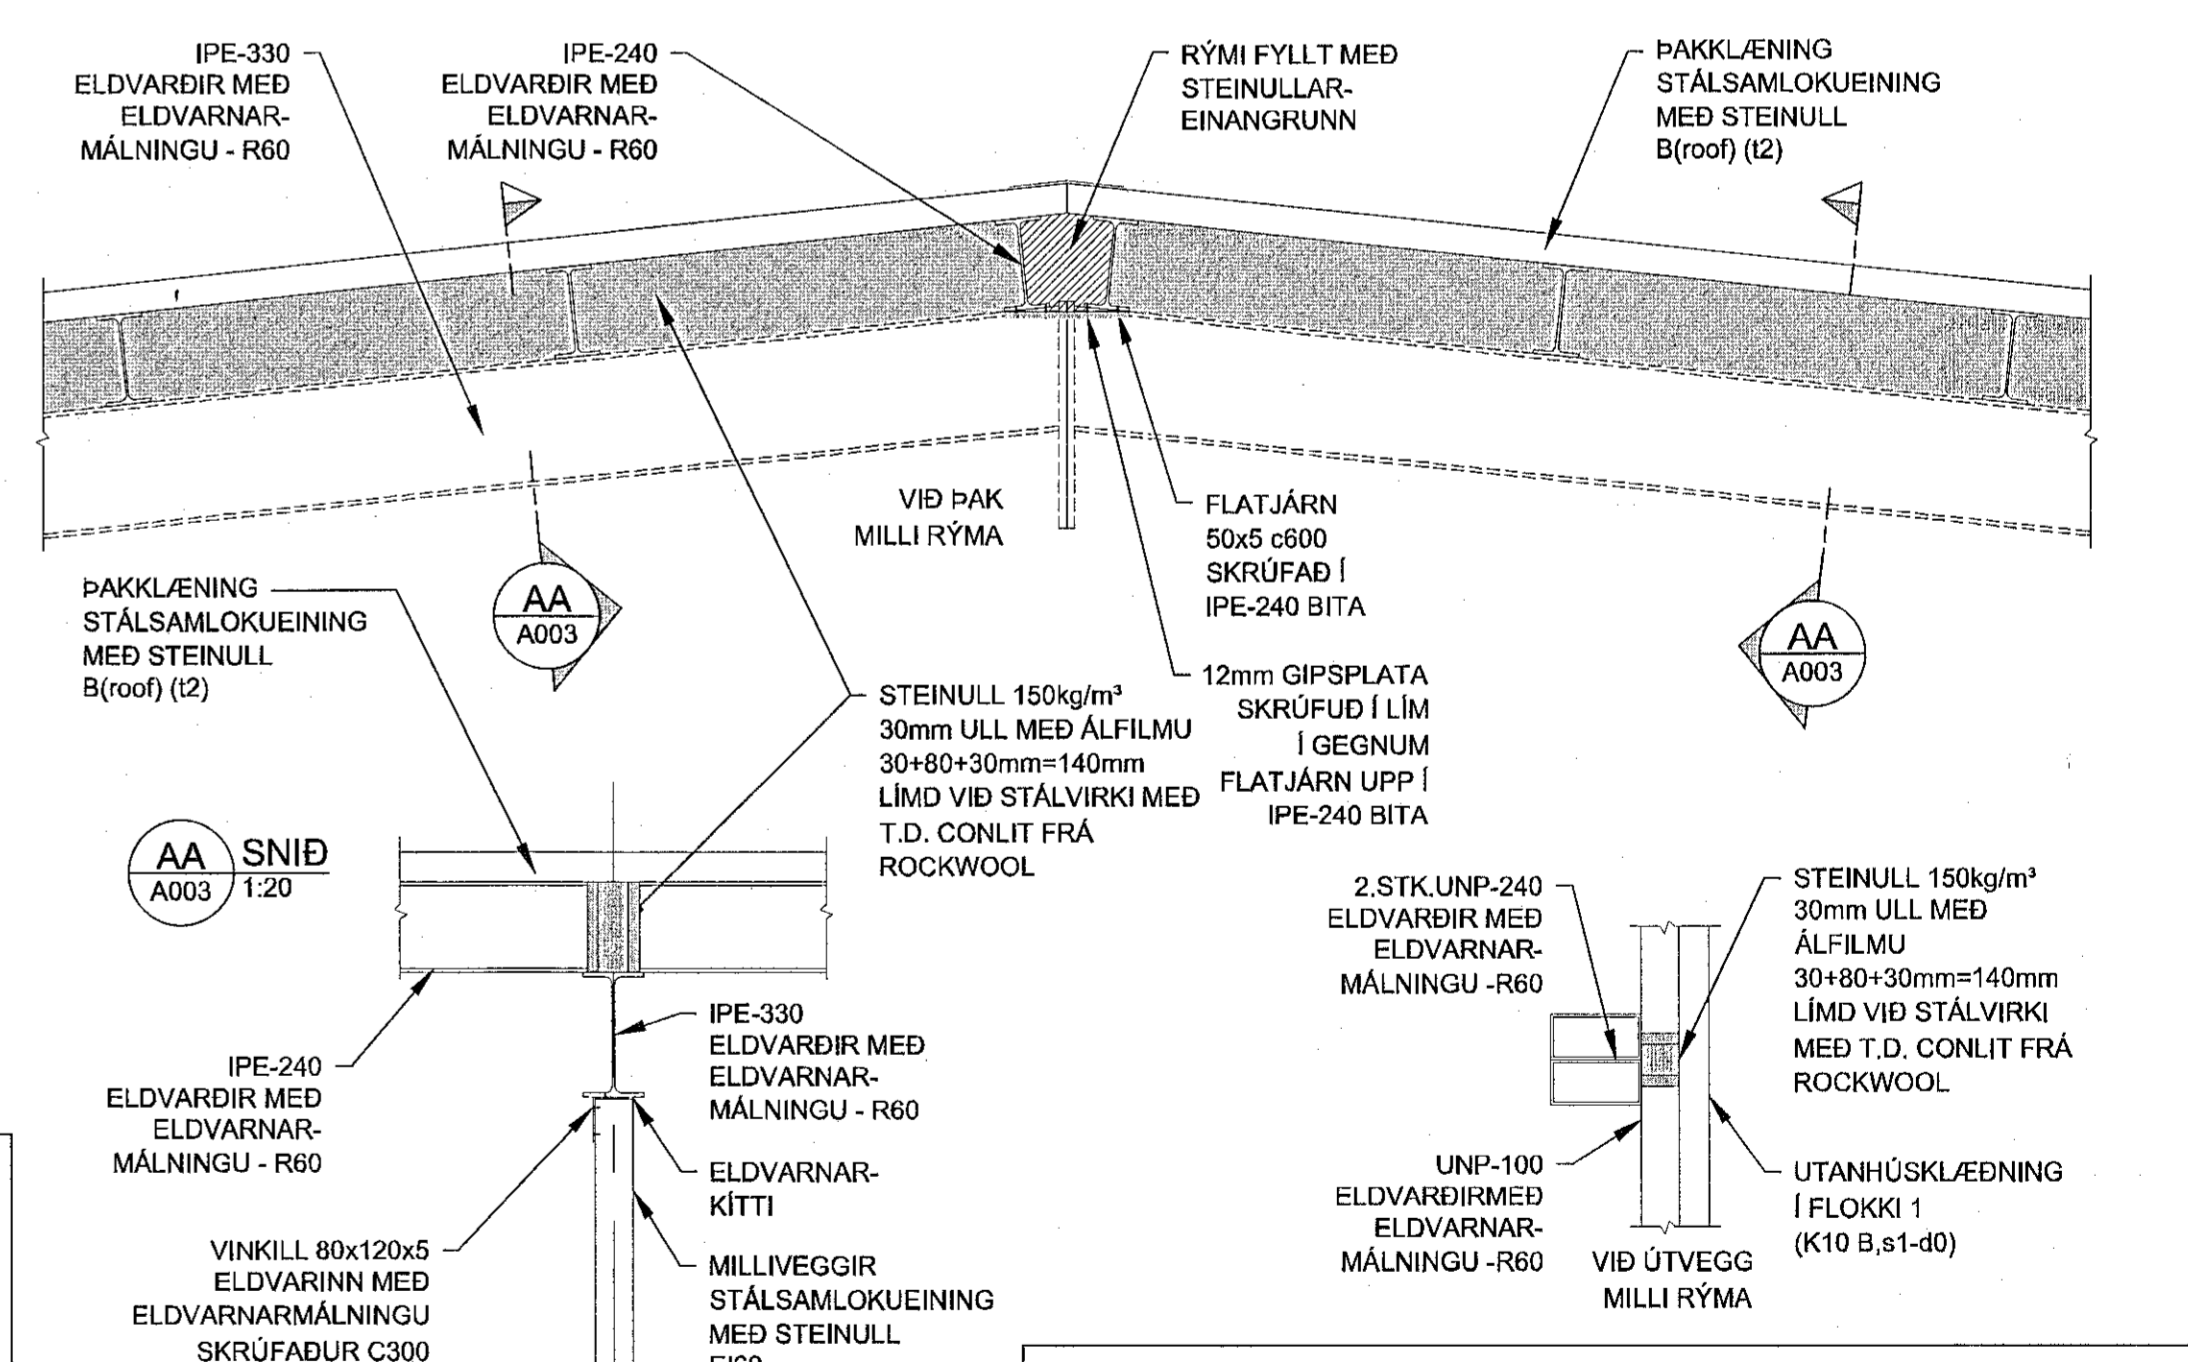 IPE-330
ELDVARÐIR MEÐ
ELDVARNAR-
MÁLNINGU - R60
IPE-240
ELDVARÐIR MEÐ
ELDVARNAR-
MÁLNINGU - R60
RÝMI FYLLT MEÐ
STEINULLAR-
EINANGRUNN
ÞAKKLÆNING
STÁLSAMLOKUEINING
MEÐ STEINULL
B(roof) (t2)
VIÐ ÞAK
MILLI RÝMA
FLATJÁRN
50x5 c600
SKRÚFAÐ Í
IPE-240 BITA
AA
A003
AA
A003
ÞAKKLÆNING
STÁLSAMLOKUEINING
MEÐ STEINULL
B(roof) (t2)
STEINULL 150kg/m³
30mm ULL MEÐ ÁLFILMU
30+80+30mm=140mm
LÍMD VIÐ STÁLVIRKI MEÐ
T.D. CONLIT FRÁ
ROCKWOOL
12mm GIPSPLATA
SKRÚFUÐ Í LÍM
Í GEGNUM
FLATJÁRN UPP Í
IPE-240 BITA
AA
A003
SNIÐ
1:20
IPE-240
ELDVARÐIR MEÐ
ELDVARNAR-
MÁLNINGU - R60
IPE-330
ELDVARÐIR MEÐ
ELDVARNAR-
MÁLNINGU - R60
ELDVARNAR-
KÍTTI
VINKILL 80x120x5
ELDVARINN MEÐ
ELDVARNARMÁLNINGU
SKRÚFAÐUR C300
MILLIVEGGIR
STÁLSAMLOKUEINING
MEÐ STEINULL
2.STK.UNP-240
ELDVARÐIR MEÐ
ELDVARNAR-
MÁLNINGU -R60
STEINULL 150kg/m³
30mm ULL MEÐ
ÁLFILMU
30+80+30mm=140mm
LÍMD VIÐ STÁLVIRKI
MEÐ T.D. CONLIT FRÁ
ROCKWOOL
UNP-100
ELDVARÐIRMEÐ
ELDVARNAR-
MÁLNINGU -R60
UTANHÚSKLÆÐNING
Í FLOKKI 1
(K10 B,s1-d0)
VIÐ ÚTVEGG
MILLI RÝMA